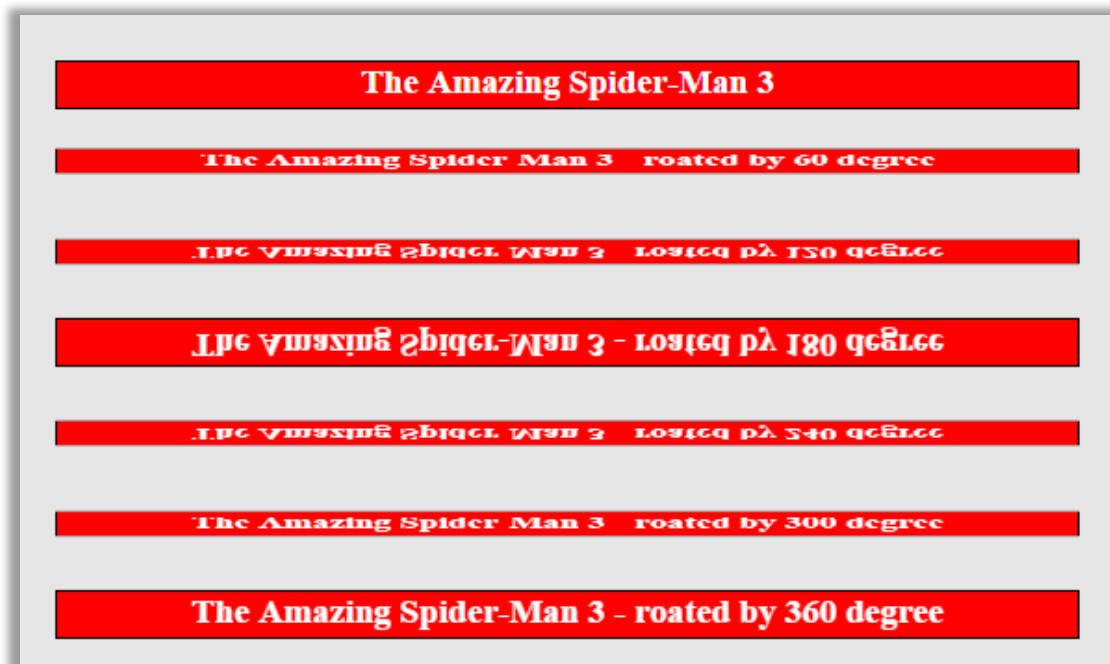 The Amazing Spider-Man 3
The Amazing Spider-Man 3 - roated by 60 degree
The Amazing Spider-Man 3 - roated by 120 degree
The Amazing Spider-Man 3 - roated by 180 degree
The Amazing Spider-Man 3 - roated by 240 degree
The Amazing Spider-Man 3 - roated by 300 degree
The Amazing Spider-Man 3 - roated by 360 degree